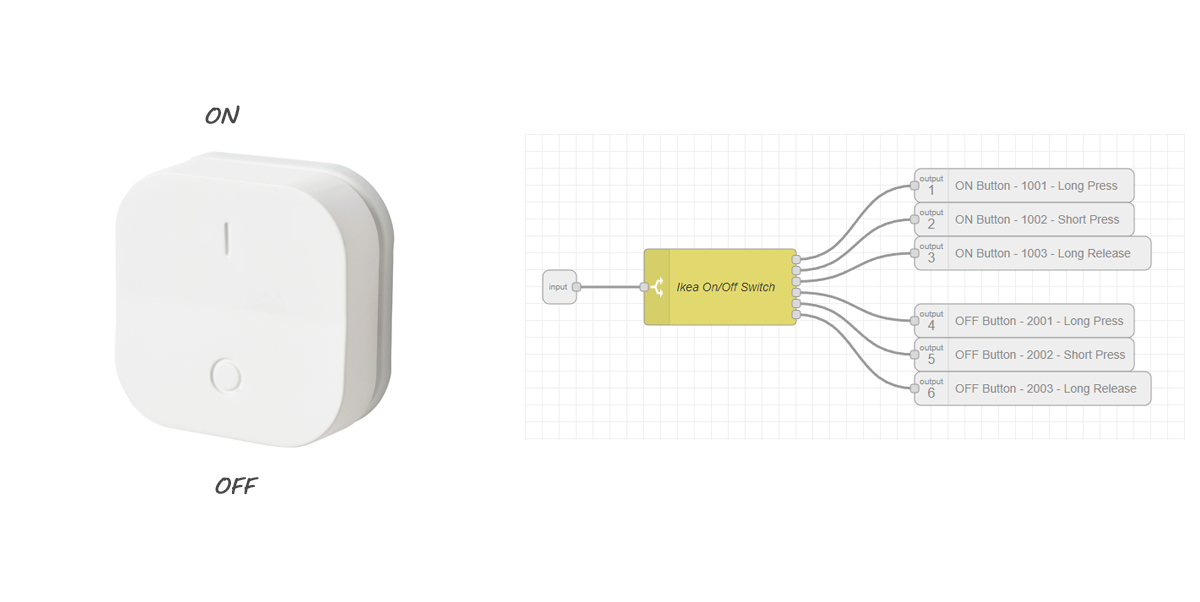 ON
OFF
input
Ikea On/Off Switch
output 1 ON Button - 1001 - Long Press
output 2 ON Button - 1002 - Short Press
output 3 ON Button - 1003 - Long Release
output 4 OFF Button - 2001 - Long Press
output 5 OFF Button - 2002 - Short Press
output 6 OFF Button - 2003 - Long Release